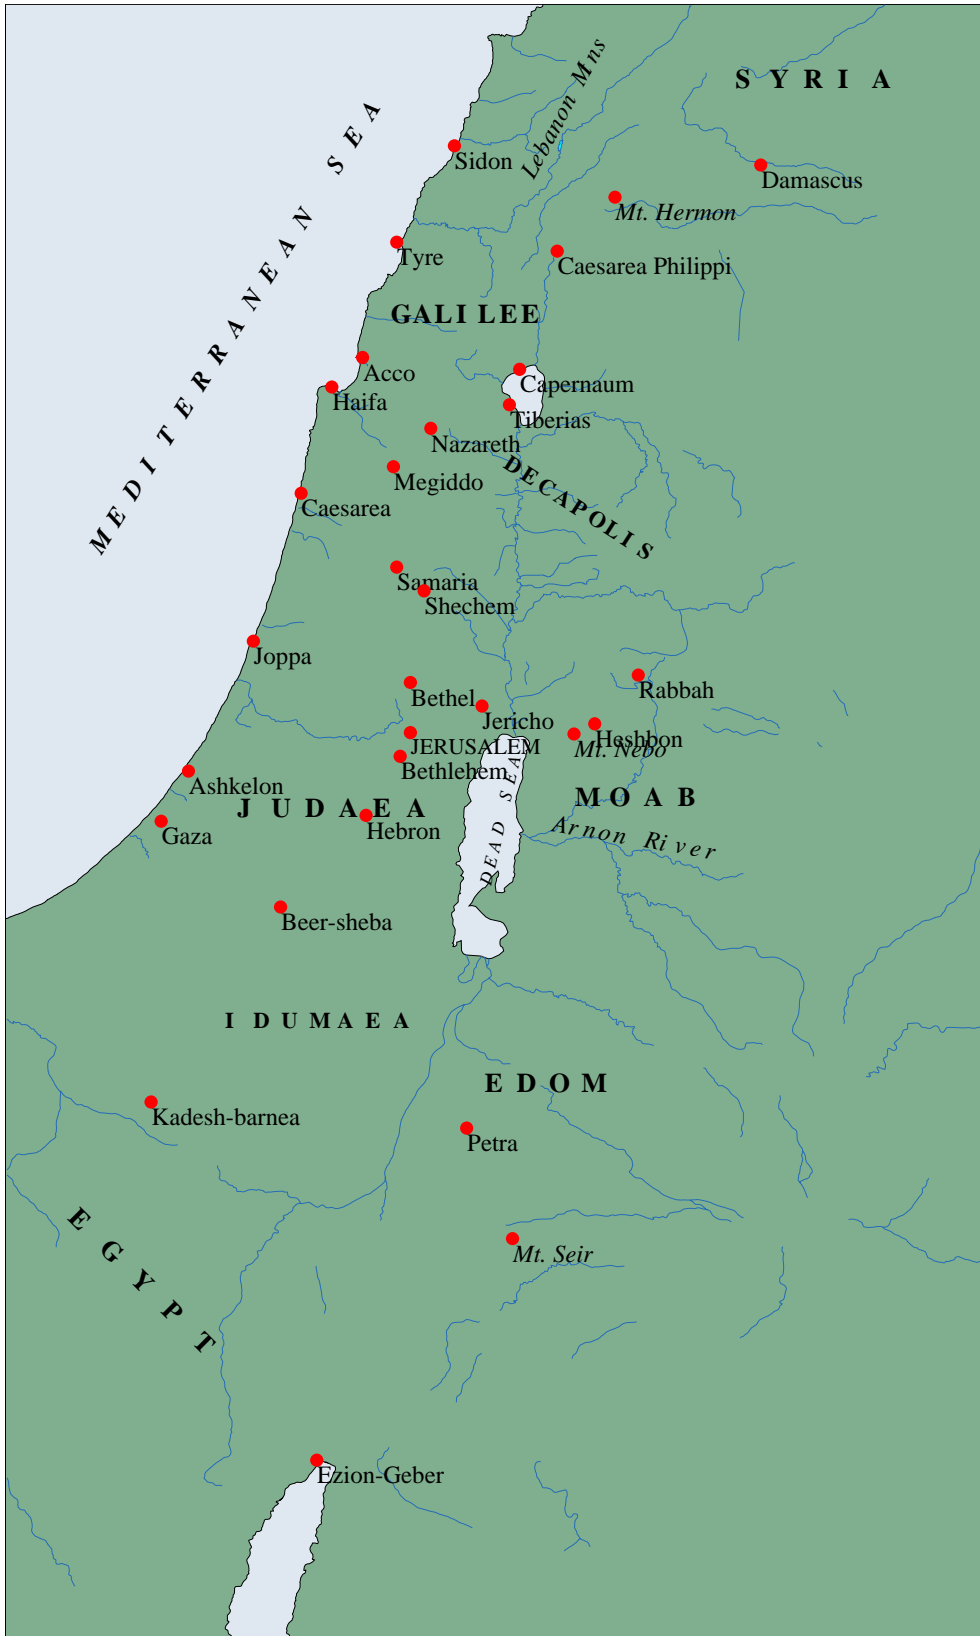 SYRIA
Lebanon Mns
MEDITERRANEAN SEA
Sidon
Damascus
Mt. Hermon
Tyre
Caesarea Philippi
GALILEE
Acco
Capernaum
Haifa
Tiberias
Nazareth
DECAPOLIS
Megiddo
Caesarea
Samaria
Shechem
Joppa
Bethel
Rabbah
Jericho
Heshbon
JERUSALEM
Mt. Nebo
Bethlehem
Ashkelon
DEAD SEA
MOAB
JUDAEA
Hebron
Gaza
Arnon River
Beer-sheba
IDUMAEA
EDOM
Kadesh-barnea
Petra
EGYPT
Mt. Seir
Ezion-Geber